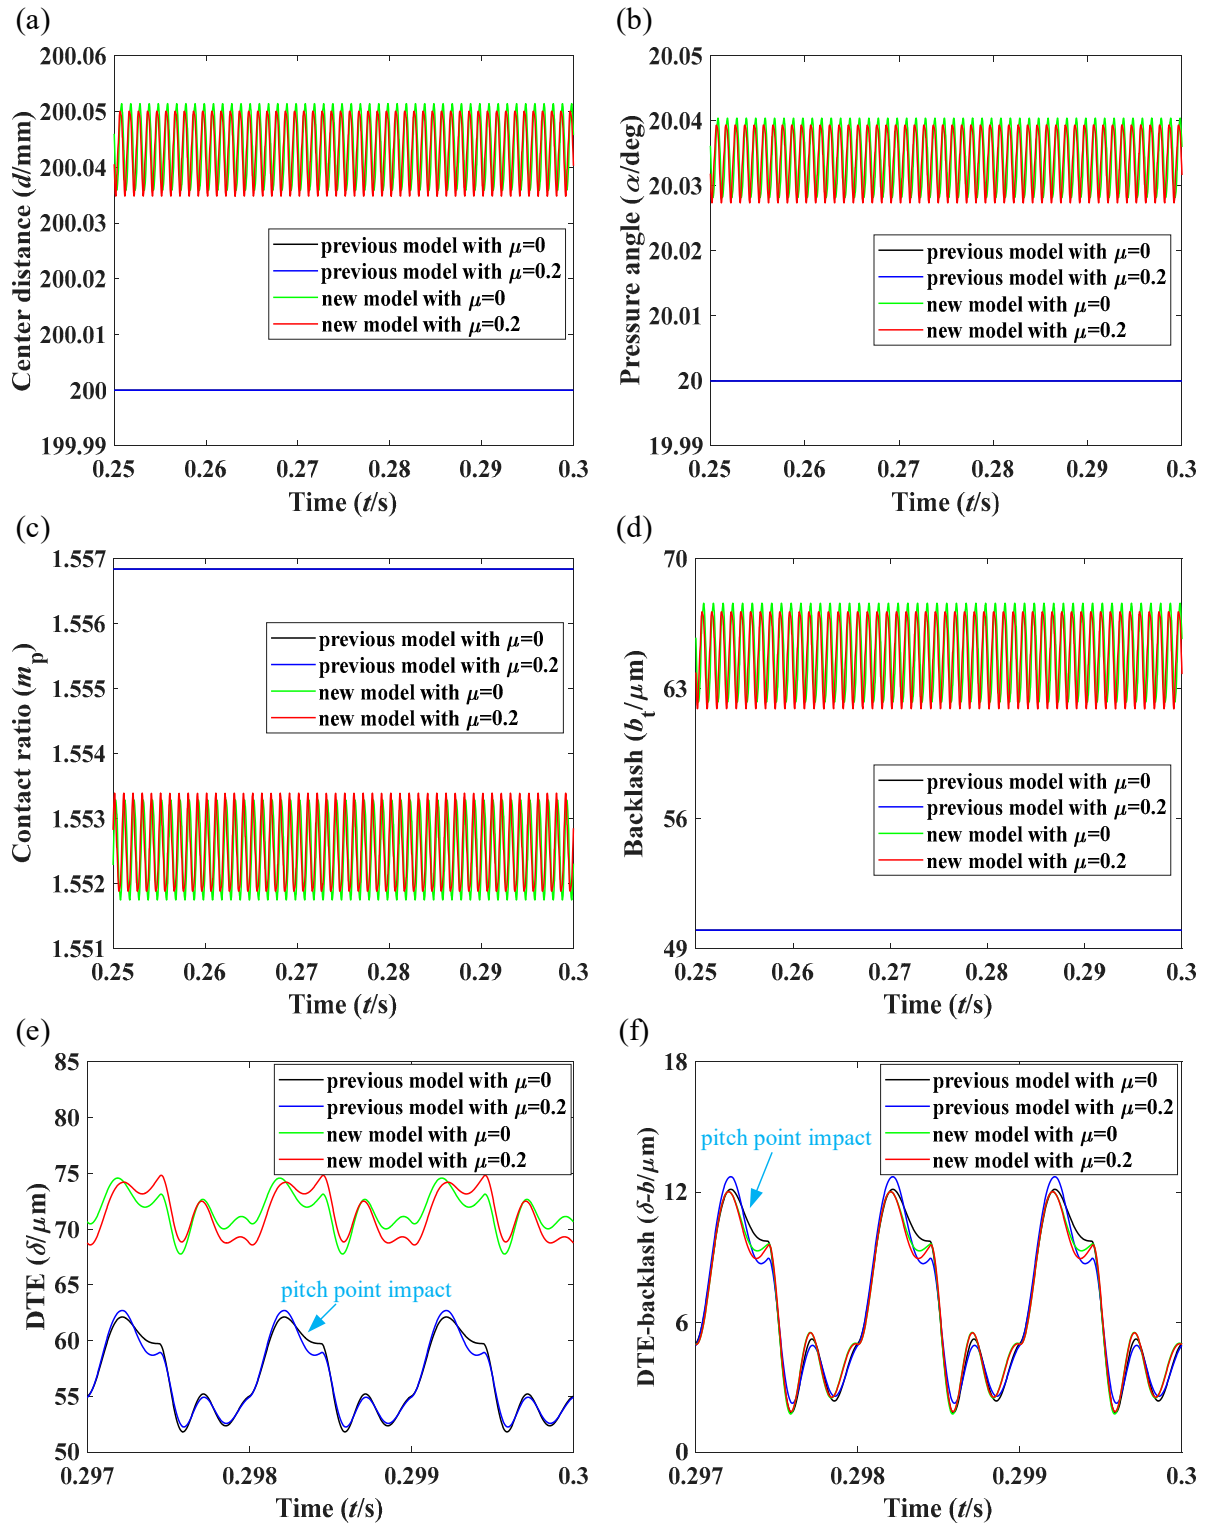 (a)
200.06
200.05
200.04
200.03
200.02
200.01
200
199.99
Center distance (d/mm)
previous model with μ=0
previous model with μ=0.2
new model with μ=0
new model with μ=0.2
0.25
0.26
0.27
0.28
0.29
0.3
Time (t/s)
(b)
20.05
20.04
20.03
20.02
20.01
20
19.99
Pressure angle (α/deg)
previous model with μ=0
previous model with μ=0.2
new model with μ=0
new model with μ=0.2
0.25
0.26
0.27
0.28
0.29
0.3
Time (t/s)
(c)
1.557
1.556
1.555
1.554
1.553
1.552
1.551
Contact ratio (m_p)
previous model with μ=0
previous model with μ=0.2
new model with μ=0
new model with μ=0.2
0.25
0.26
0.27
0.28
0.29
0.3
Time (t/s)
(d)
70
63
56
49
Backlash (b_t/μm)
previous model with μ=0
previous model with μ=0.2
new model with μ=0
new model with μ=0.2
0.25
0.26
0.27
0.28
0.29
0.3
Time (t/s)
(e)
85
80
75
70
65
60
55
50
DTE (δ/μm)
previous model with μ=0
previous model with μ=0.2
new model with μ=0
new model with μ=0.2
pitch point impact
0.297
0.298
0.299
0.3
Time (t/s)
(f)
18
12
6
0
DTE-backlash (δ-b/μm)
previous model with μ=0
previous model with μ=0.2
new model with μ=0
new model with μ=0.2
pitch point impact
0.297
0.298
0.299
0.3
Time (t/s)